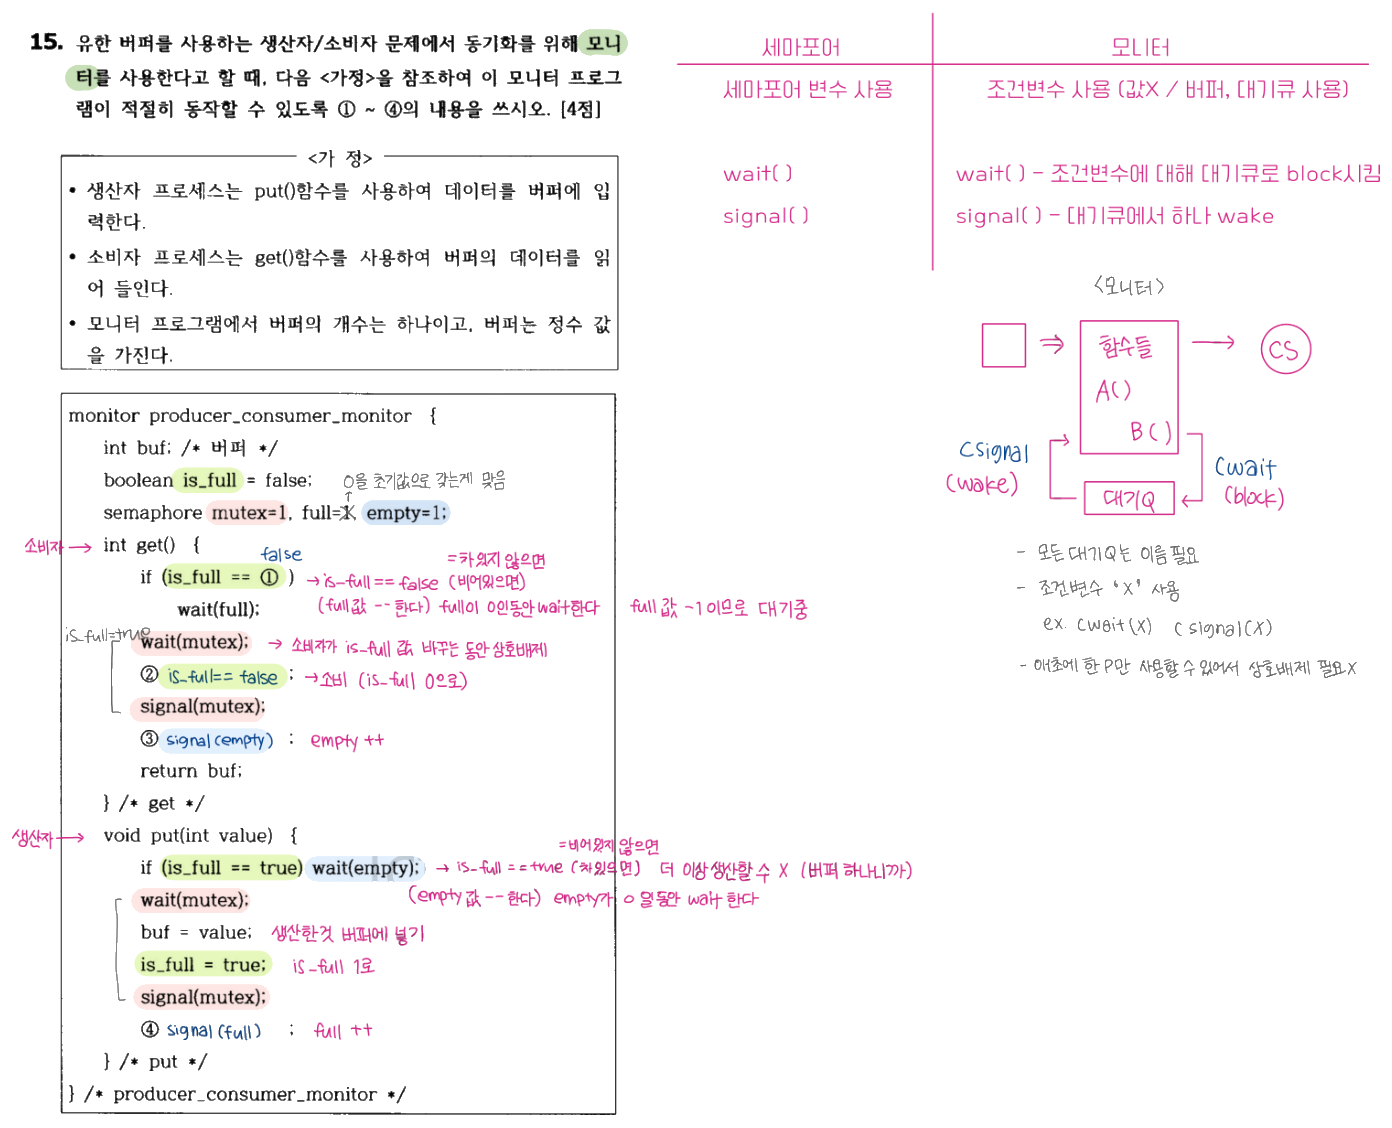 15. 유한 버퍼를 사용하는 생산자/소비자 문제에서 동기화를 위해 모니
터를 사용한다고 할 때, 다음 <가정>을 참조하여 이 모니터 프로그
램이 적절히 동작할 수 있도록 ① ~ ④의 내용을 쓰시오. [4점]
<가 정>
• 생산자 프로세스는 put()함수를 사용하여 데이터를 버퍼에 입
력한다.
• 소비자 프로세스는 get()함수를 사용하여 버퍼의 데이터를 읽
어 들인다.
• 모니터 프로그램에서 버퍼의 개수는 하나이고, 버퍼는 정수 값
을 가진다.
monitor producer_consumer_monitor {
int buf; /* 버퍼 */
boolean is_full = false; 0을 초기값으로 갖는게 맞음
semaphore mutex=1, full=1, empty=1;
소비자 → int get() {
false
=차있지 않으면
if (is_full == ① ) → is-full == false (비어있으면)
wait(full); (full값 -- 한다) full이 0인동안 wait한다 full값 -1이므로 대기중
is_full=true
wait(mutex); → 소비자가 is-full 값 바꾸는 동안 상호배제
② is_full== false ; → 소비 (is_full 0으로)
signal(mutex);
③ signal(empty) ; empty ++
return buf;
} /* get */
생산자 → void put(int value) {
=비어있지 않으면
if (is_full == true) wait(empty); → is-full ==true (차있으면) 더 이상 생산할 수 X (버퍼 하나니까)
(empty값 -- 한다) empty가 0 일동안 wait 한다
wait(mutex);
buf = value; 생산한것 버퍼에 넣기
is_full = true; is-full 1로
signal(mutex);
④ signal(full) ; full ++
} /* put */
} /* producer_consumer_monitor */
세마포어 모니터
세마포어 변수 사용 조건변수 사용 (값X / 버퍼, 대기큐 사용)
wait( ) wait( ) - 조건변수에 대해 대기큐로 block시킴
signal( ) signal( ) - 대기큐에서 하나 wake
<모니터>
함수들
CS
A()
B()
Csignal
(wake)
Cwait
(block)
대기Q
- 모든 대기Q는 이름 필요
- 조건변수 'X' 사용
ex. Cwait(X) Csignal(X)
- 애초에 한 P만 사용할 수 있어서 상호배제 필요X